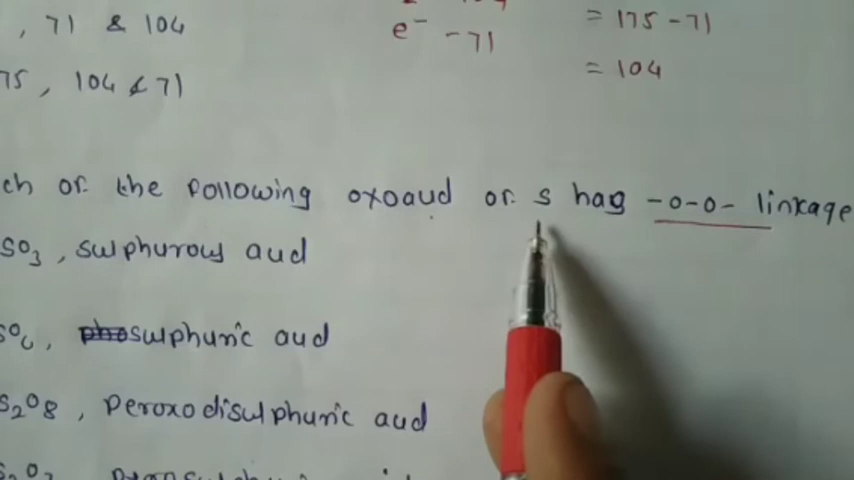 , 71 & 104
e⁻ - 71
= 175 - 71
75, 104 & 71
= 104
ch of the following oxoacid of s has -o-o- linkage
SO3, sulphurous acid
SO4, sulphuric acid
S2O8, Peroxodisulphuric acid